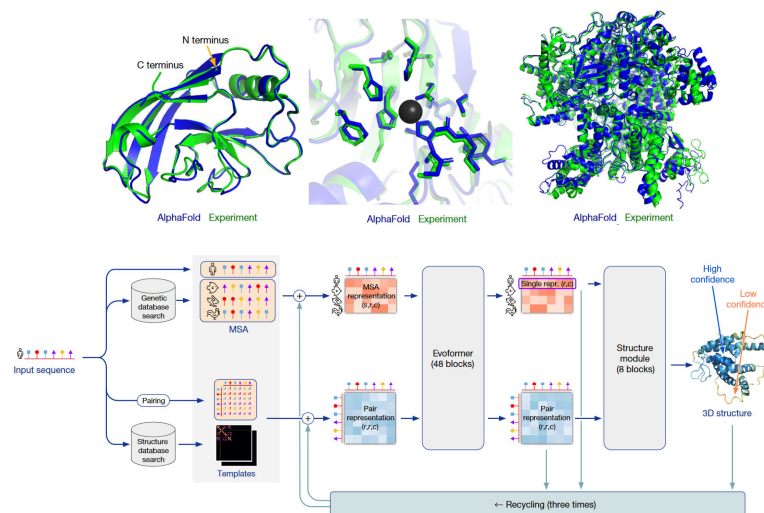 N terminus
C terminus
AlphaFold Experiment
AlphaFold Experiment
AlphaFold Experiment
Input sequence
Genetic
database
search
MSA
Pairing
Structure
database
search
Templates
MSA
representation
(s,r,c)
Pair
representation
(r,r,c)
Evoformer
(48 blocks)
Single repr. (r,c)
Pair
representation
(r,r,c)
Structure
module
(8 blocks)
High
confidence
Low
confidenc
3D structure
← Recycling (three times)